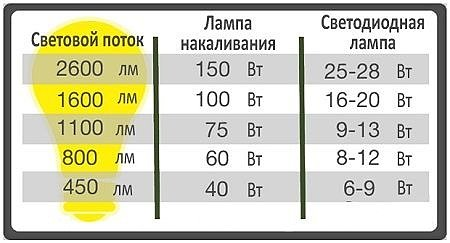 Световой поток
Лампа
накаливания
Светодиодная
лампа
2600 лм 150 Вт 25-28 Вт
1600 лм 100 Вт 16-20 Вт
1100 лм 75 Вт 9-13 Вт
800 лм 60 Вт 8-12 Вт
450 лм 40 Вт 6-9 Вт